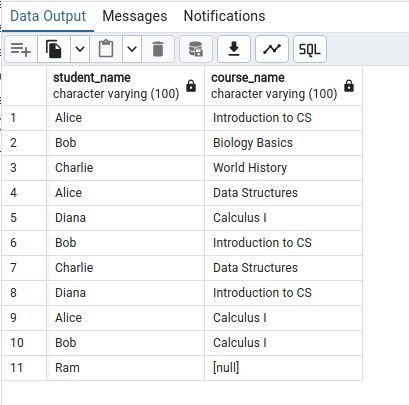 Data Output Messages Notifications
SQL
student_name course_name
character varying (100) character varying (100)
1 Alice Introduction to CS
2 Bob Biology Basics
3 Charlie World History
4 Alice Data Structures
5 Diana Calculus I
6 Bob Introduction to CS
7 Charlie Data Structures
8 Diana Introduction to CS
9 Alice Calculus I
10 Bob Calculus I
11 Ram [null]